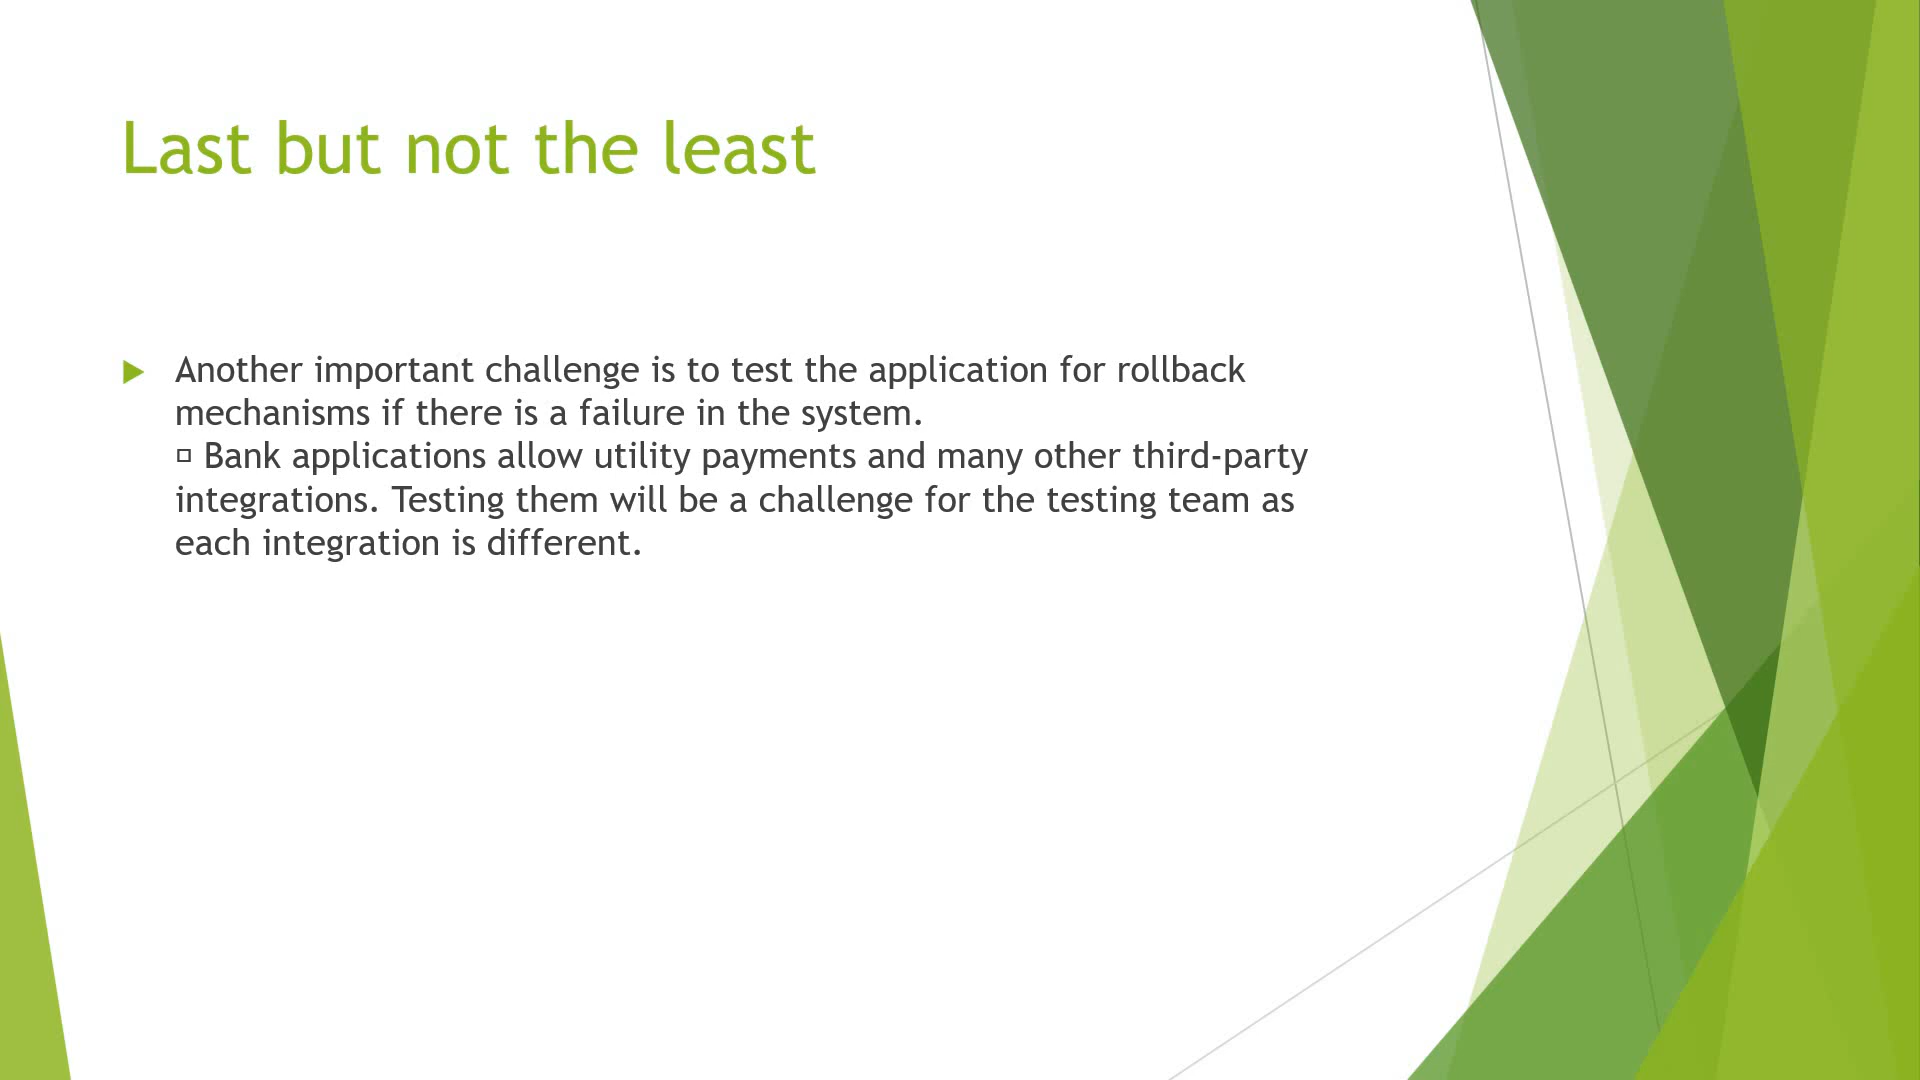 Last but not the least
Another important challenge is to test the application for rollback
mechanisms if there is a failure in the system.
▯ Bank applications allow utility payments and many other third-party
integrations. Testing them will be a challenge for the testing team as
each integration is different.